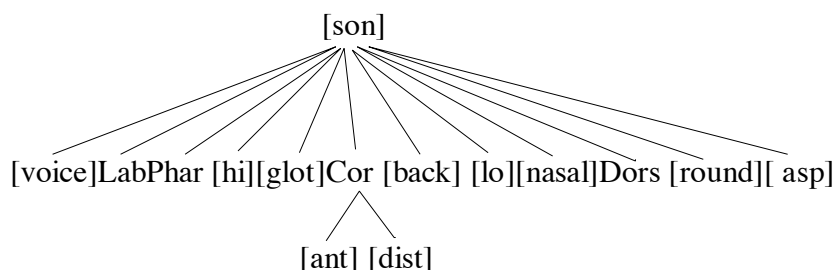 [son]
[voice]LabPhar [hi][glot]Cor [back] [lo][nasal]Dors [round][ asp]
[ant] [dist]